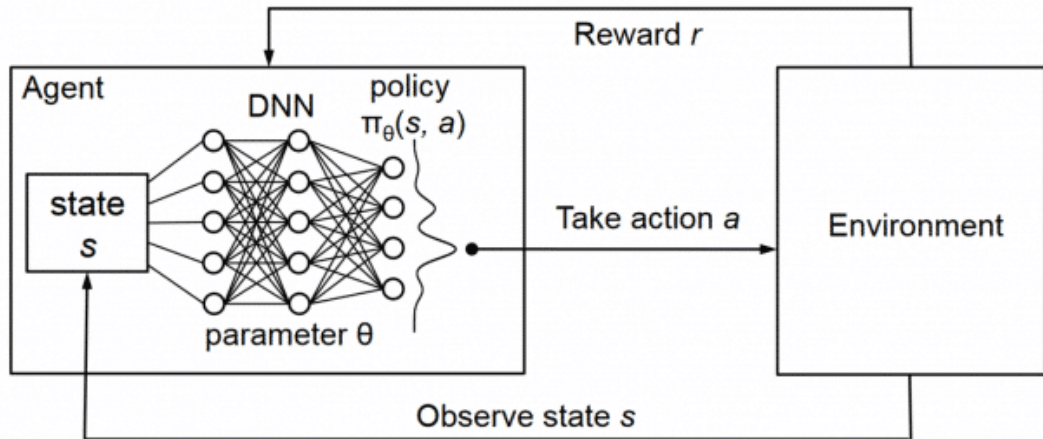 Reward r
Agent
policy
DNN
πθ(s, a)
state
s
Take action a
Environment
parameter θ
Observe state s